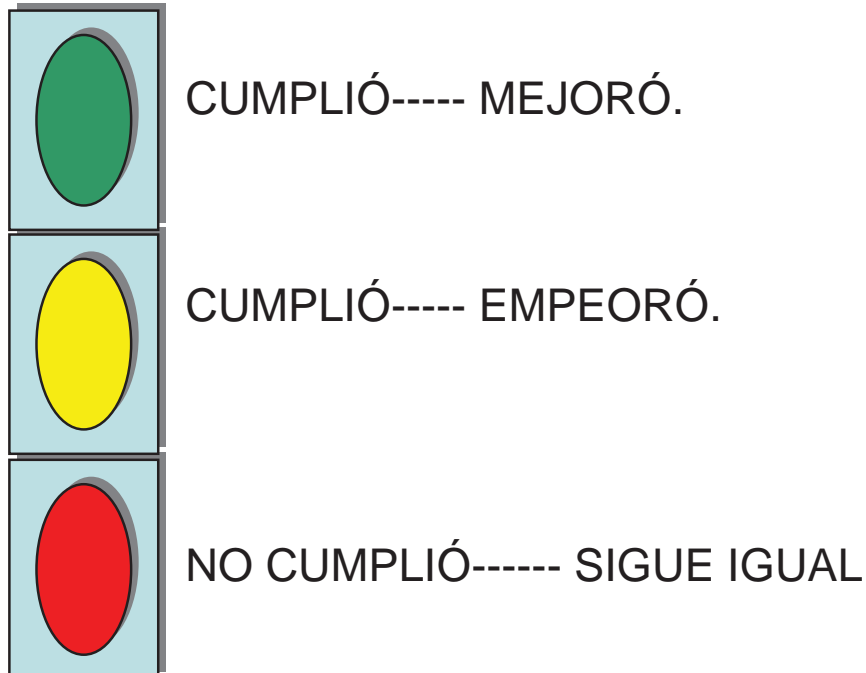 CUMPLIÓ----- MEJORÓ.
CUMPLIÓ----- EMPEORÓ.
NO CUMPLIÓ------ SIGUE IGUAL